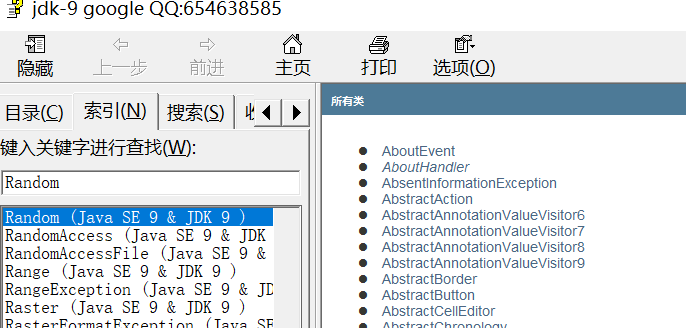 jdk-9 google QQ:654638585
隐藏 上一步 前进 主页 打印 选项(O)
目录(C) 索引(N) 搜索(S)
键入关键字进行查找(W):
Random
Random (Java SE 9 & JDK 9 )
RandomAccess (Java SE 9 & JDK
RandomAccessFile (Java SE 9 &
Range (Java SE 9 & JDK 9 )
RangeException (Java SE 9 & JD
Raster (Java SE 9 & JDK 9 )
RasterFormatException (Java SE
所有类
AboutEvent
AboutHandler
AbsentInformationException
AbstractAction
AbstractAnnotationValueVisitor6
AbstractAnnotationValueVisitor7
AbstractAnnotationValueVisitor8
AbstractAnnotationValueVisitor9
AbstractBorder
AbstractButton
AbstractCellEditor
AbstractChronology